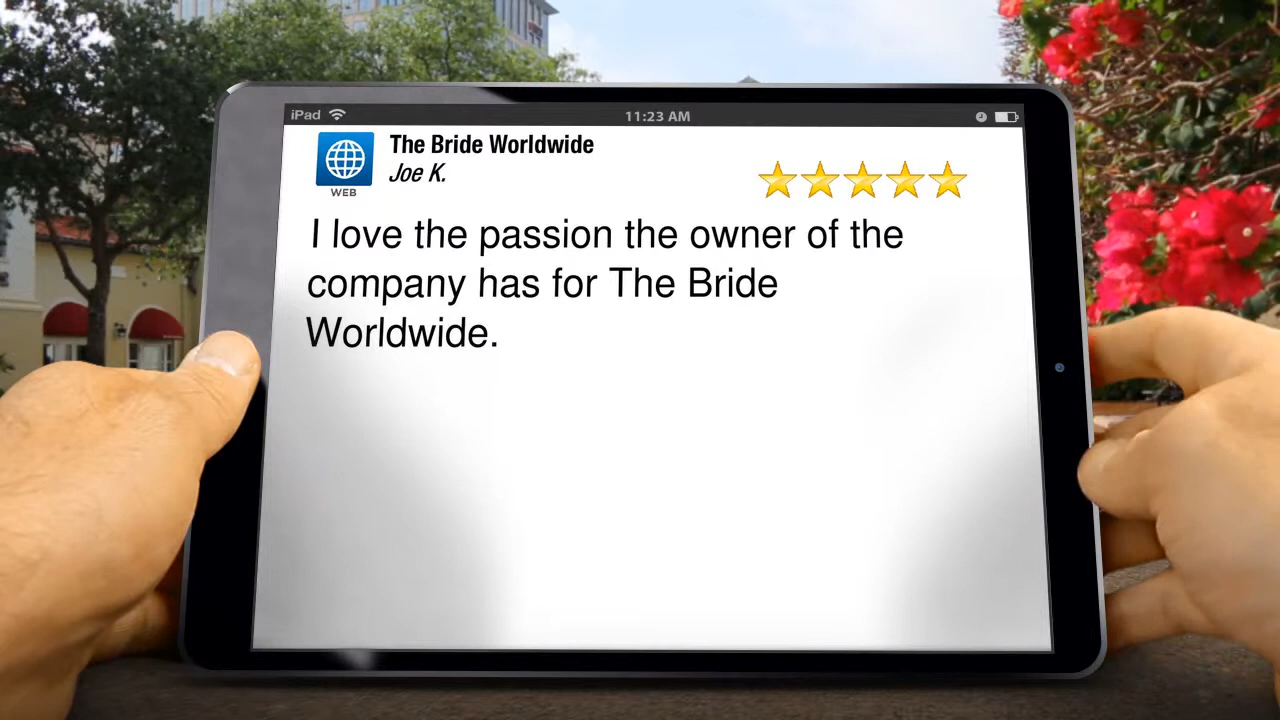 iPad 11:23 AM
The Bride Worldwide
Joe K.
WEB
I love the passion the owner of the
company has for The Bride
Worldwide.